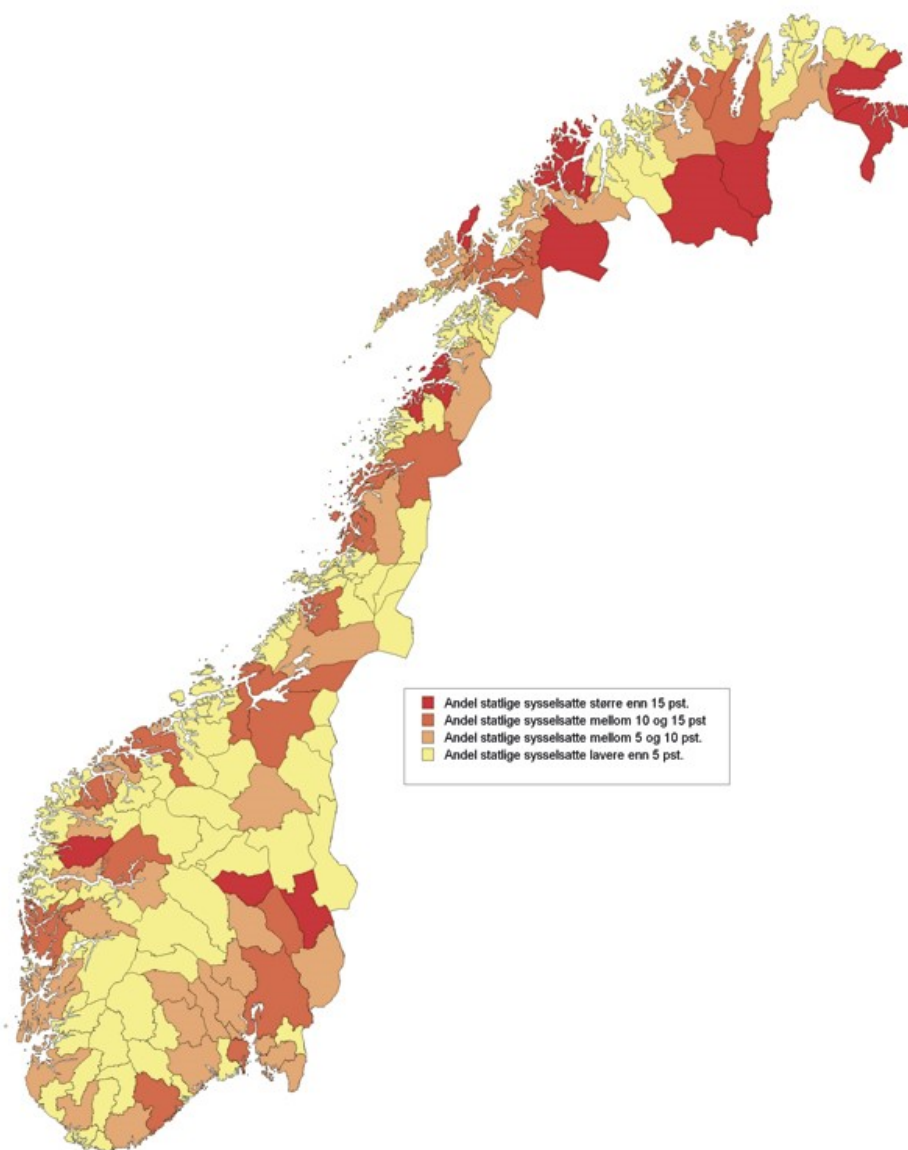 Andel statlige sysselsatte større enn 15 pst.
Andel statlige sysselsatte mellom 10 og 15 pst
Andel statlige sysselsatte mellom 5 og 10 pst.
Andel statlige sysselsatte lavere enn 5 pst.